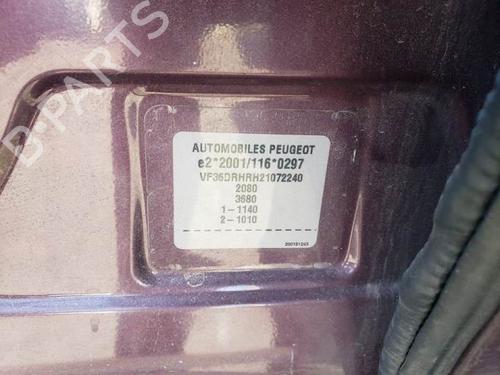 AUTOMOBILES PEUGEOT
e2*2001/116*0297
VF36DRHRH21072240
2080
3680
1-1140
2-1010
B-PARTS